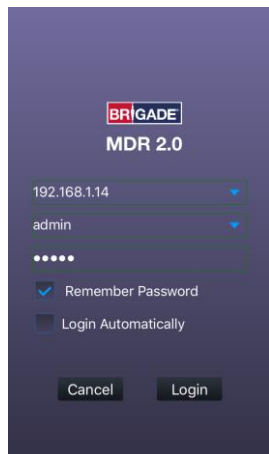 BRIGADE
MDR 2.0
192.168.1.14
admin
•••••
Remember Password
Login Automatically
Cancel Login